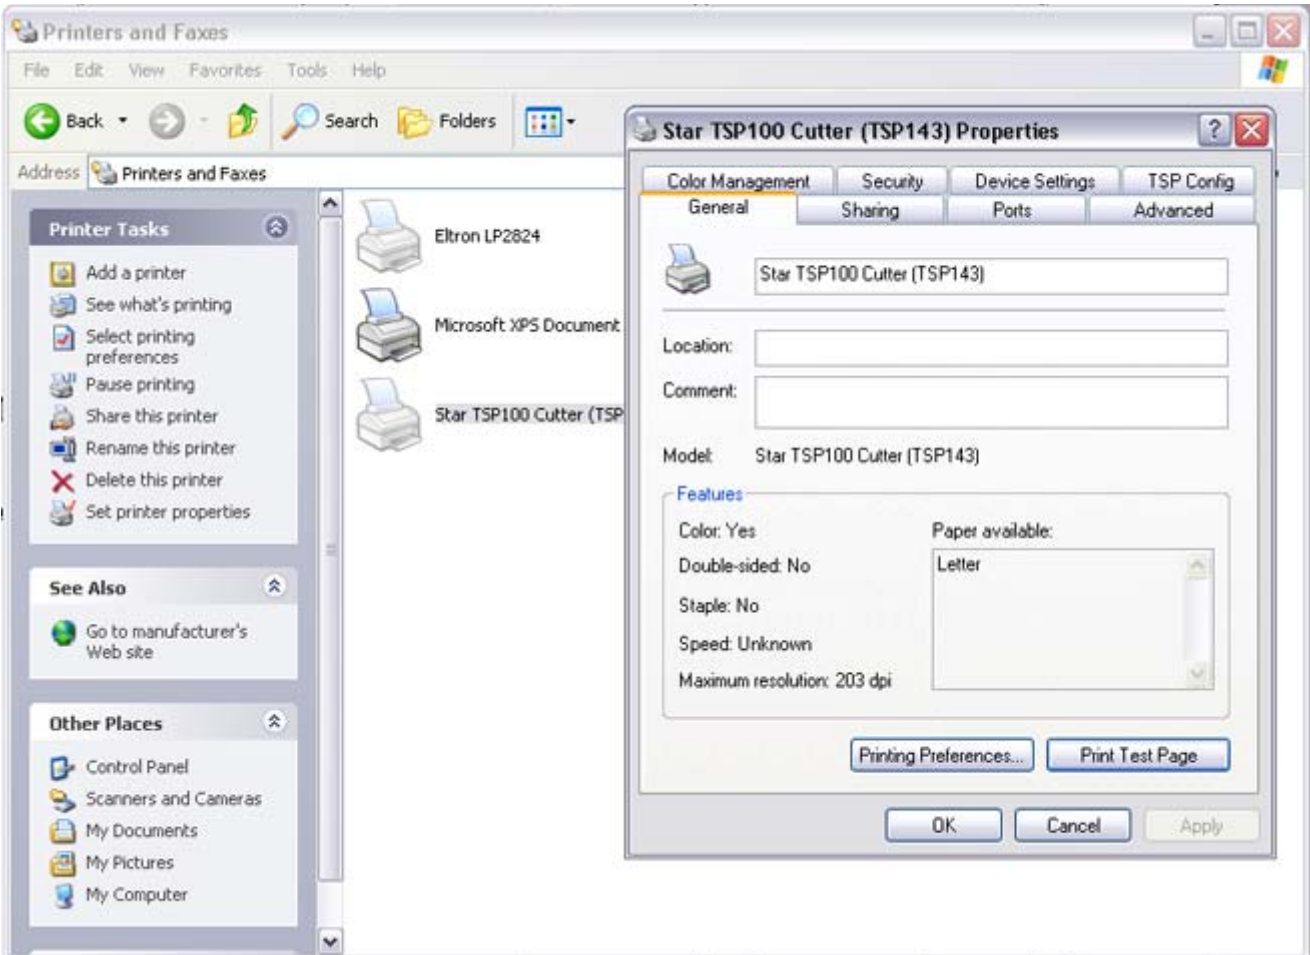 Printers and Faxes
File Edit View Favorites Tools Help
Back Search Folders
Address Printers and Faxes
Printer Tasks
Add a printer
See what's printing
Select printing
preferences
Pause printing
Share this printer
Rename this printer
Delete this printer
Set printer properties
See Also
Go to manufacturer's
Web site
Other Places
Control Panel
Scanners and Cameras
My Documents
My Pictures
My Computer
Eltron LP2824
Microsoft XPS Document
Star TSP100 Cutter (TSP
Star TSP100 Cutter (TSP143) Properties
Color Management Security Device Settings TSP Config
General Sharing Ports Advanced
Star TSP100 Cutter (TSP143)
Location:
Comment:
Model: Star TSP100 Cutter (TSP143)
Features
Color: Yes
Double-sided: No
Staple: No
Speed: Unknown
Maximum resolution: 203 dpi
Paper available:
Letter
Printing Preferences... Print Test Page
OK Cancel Apply